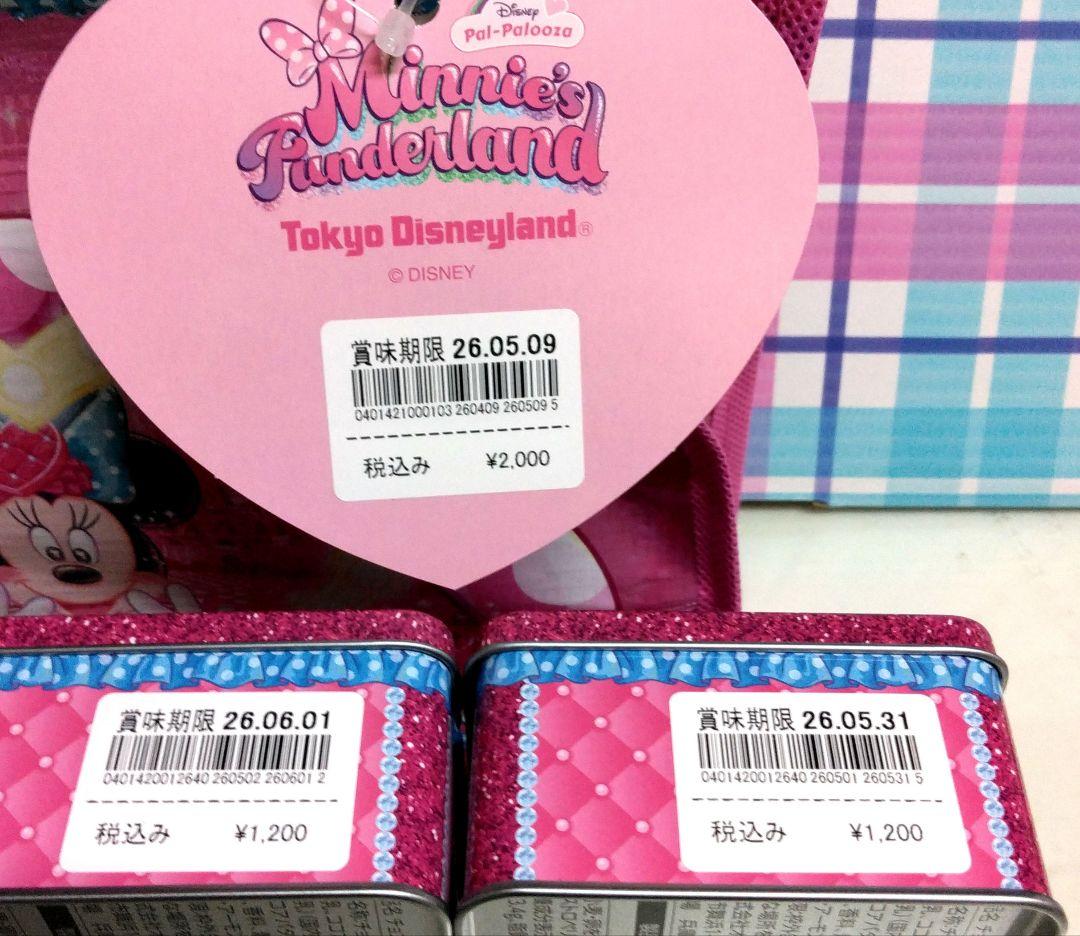 Disney
Pal-Palooza
Minnie's
Funderland
Tokyo Disneyland®
© DISNEY
賞味期限 26.05.09
0401421000103 260409 260509 5
税込み ¥2,000
賞味期限 26.06.01
0401420012640 260502 260601 2
税込み ¥1,200
賞味期限 26.05.31
0401420012640 260501 260531 5
税込み ¥1,200